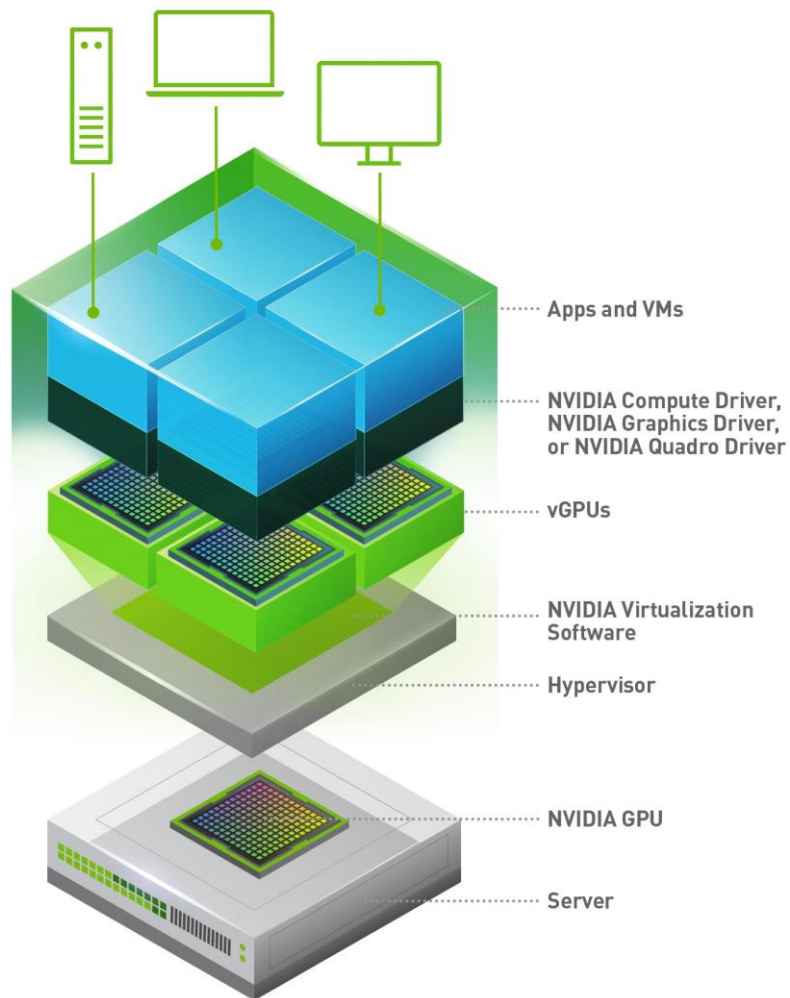 Apps and VMs
NVIDIA Compute Driver,
NVIDIA Graphics Driver,
or NVIDIA Quadro Driver
vGPUs
NVIDIA Virtualization
Software
Hypervisor
NVIDIA GPU
Server